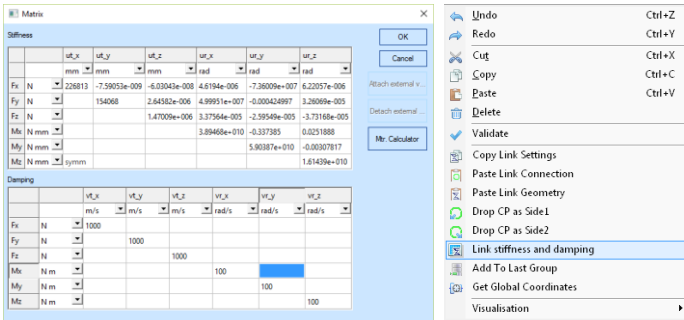 Matrix
Stiffness
ut_x ut_y ut_z ur_x ur_y ur_z
mm mm mm rad rad rad
Fx N 226813 -7.59053e-009 -6.03043e-008 4.6194e-006 -7.36009e+007 6.22057e-006
Fy N 154068 2.64582e-006 4.99951e+007 -0.000424997 3.26069e-005
Fz N 1.47009e+006 3.37564e-005 -2.59549e-005 -3.73168e-005
Mx N mm 3.89468e+010 -0.337385 0.0251888
My N mm 5.90387e+010 -0.00307817
Mz N mm symm 1.61439e+010
OK
Cancel
Attach external v...
Detach external ...
Mtr. Calculator
Damping
vt_x vt_y vt_z vr_x vr_y vr_z
m/s m/s m/s rad/s rad/s rad/s
Fx N 1000
Fy N 1000
Fz N 1000
Mx N m 100
My N m 100
Mz N m 100
Undo Ctrl+Z
Redo Ctrl+Y
Cut Ctrl+X
Copy Ctrl+C
Paste Ctrl+V
Delete
Validate
Copy Link Settings
Paste Link Connection
Paste Link Geometry
Drop CP as Side1
Drop CP as Side2
Link stiffness and damping
Add To Last Group
Get Global Coordinates
Visualisation